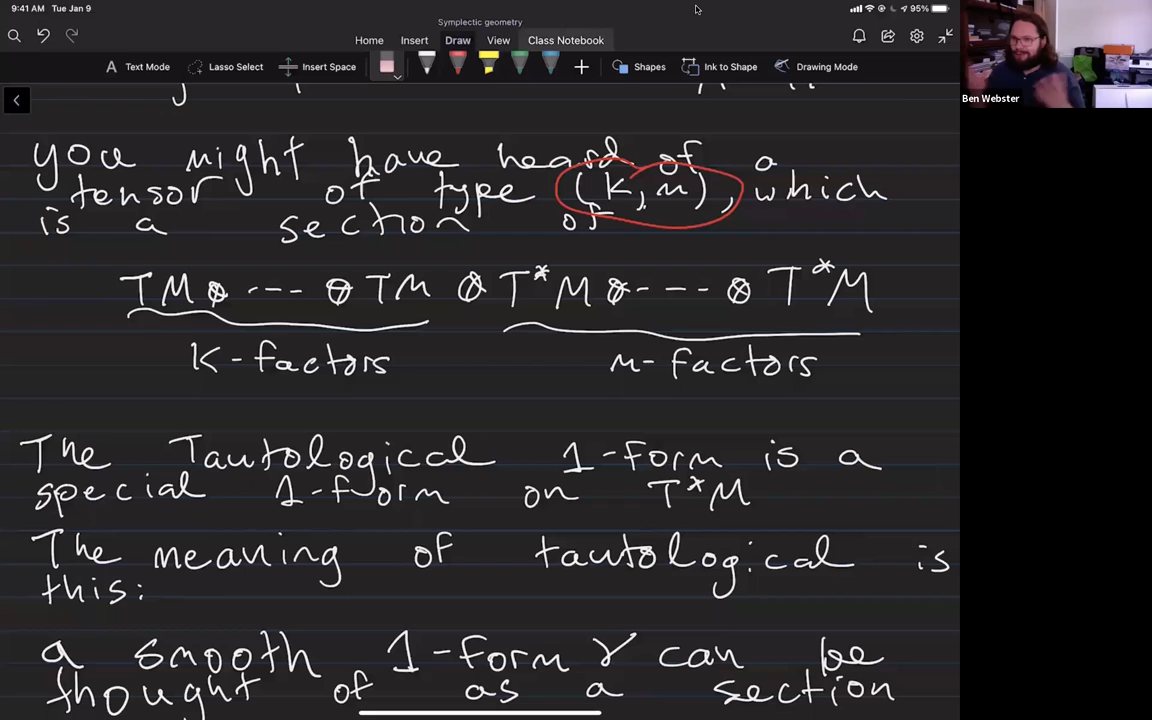 9:41 AM Tue Jan 9
95%
Symplectic geometry
Home Insert Draw View Class Notebook
Text Mode Lasso Select Insert Space Shapes Ink to Shape Drawing Mode
Ben Webster
you might have heard of a
tensor of type (k,m), which
is a section of
TM⊗---⊗TM⊗T*M⊗---⊗T*M
k-factors m-factors
The Tautological 1-form is a
special 1-form on T*M
The meaning of tautological is
this:
a smooth 1-form γ can be
thought of as a section